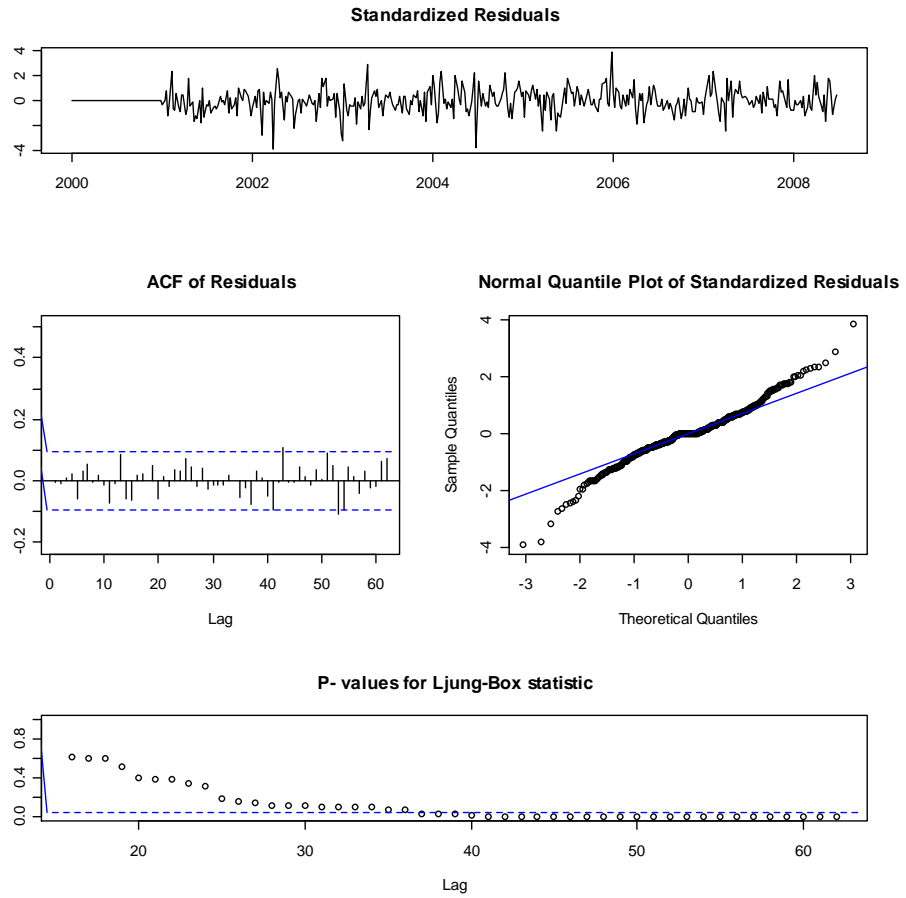 Standardized Residuals
4
2
0
-4
2000 2002 2004 2006 2008
ACF of Residuals
0.4
0.2
0.0
-0.2
0 10 20 30 40 50 60
Lag
Normal Quantile Plot of Standardized Residuals
Sample Quantiles
4
2
0
-2
-4
-3 -2 -1 0 1 2 3
Theoretical Quantiles
P- values for Ljung-Box statistic
0.8
0.4
0.0
20 30 40 50 60
Lag